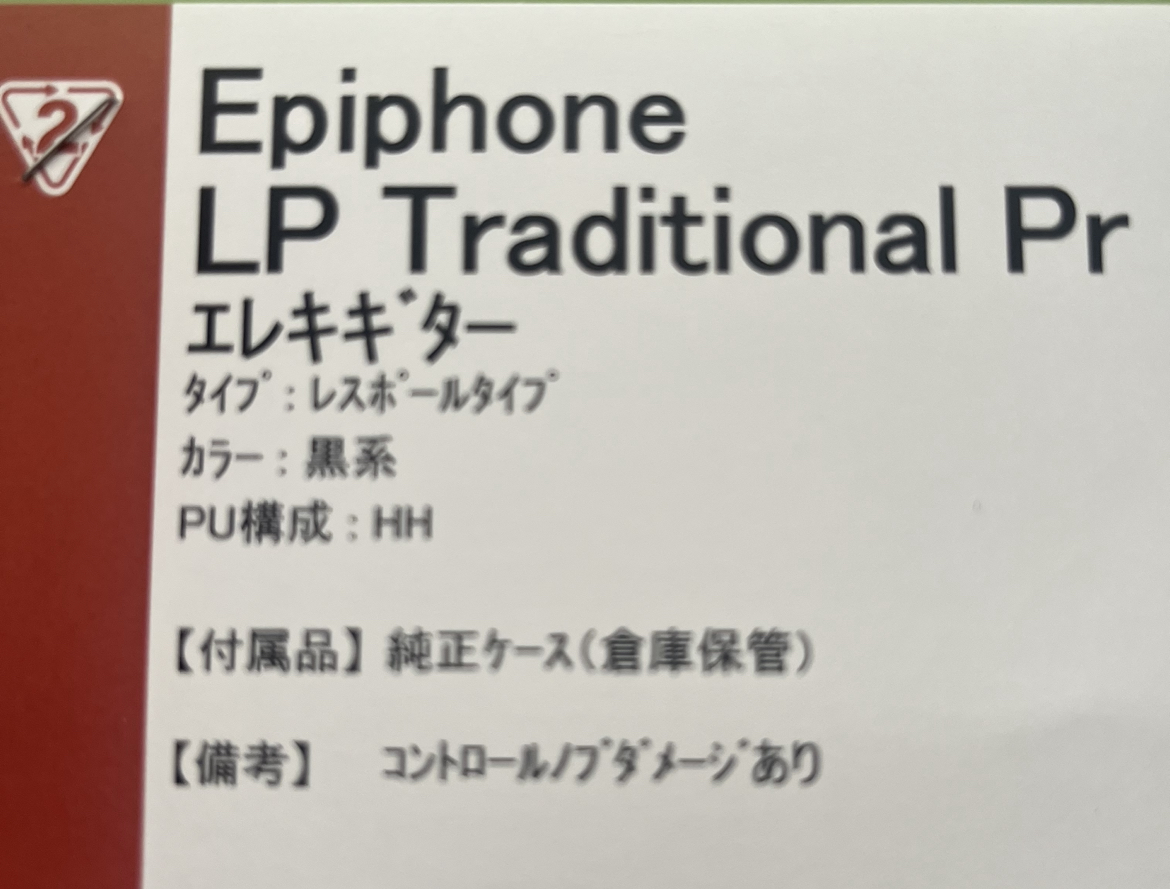 Epiphone
LP Traditional Pr
エレキギター
タイプ:レスポールタイプ
カラー:黒系
PU構成:HH
【付属品】純正ケース(倉庫保管)
【備考】 コントロールノブダメージあり